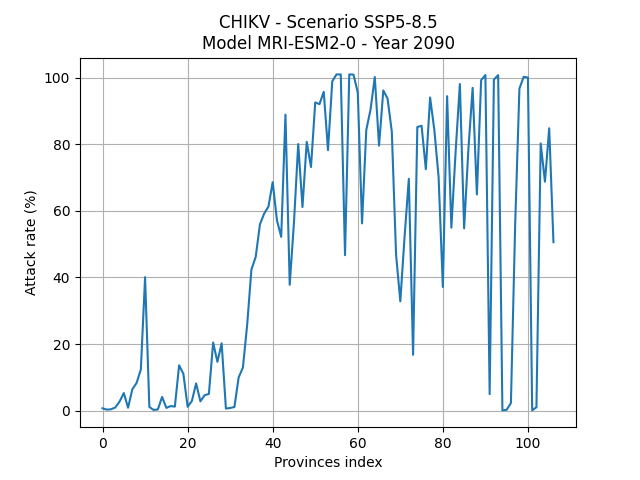 CHIKV - Scenario SSP5-8.5
Model MRI-ESM2-0 - Year 2090
100
80
60
40
20
0
Attack rate (%)
0 20 40 60 80 100
Provinces index